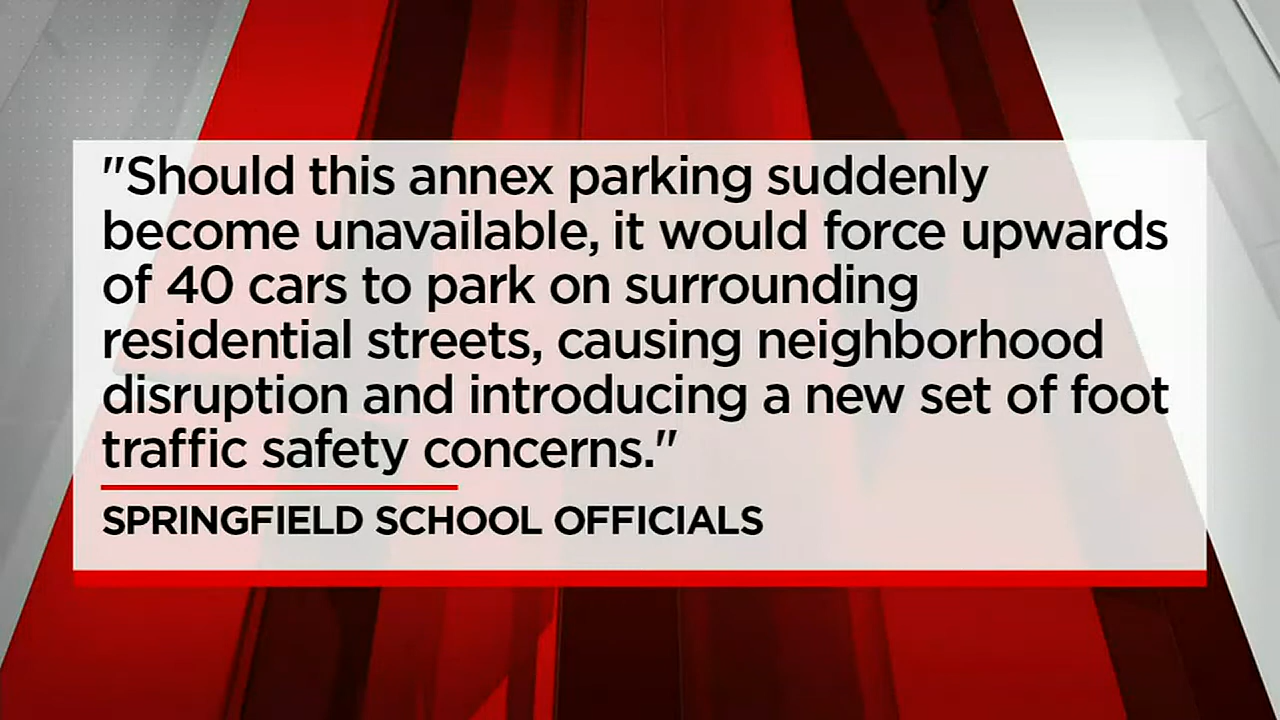 "Should this annex parking suddenly
become unavailable, it would force upwards
of 40 cars to park on surrounding
residential streets, causing neighborhood
disruption and introducing a new set of foot
traffic safety concerns."
SPRINGFIELD SCHOOL OFFICIALS